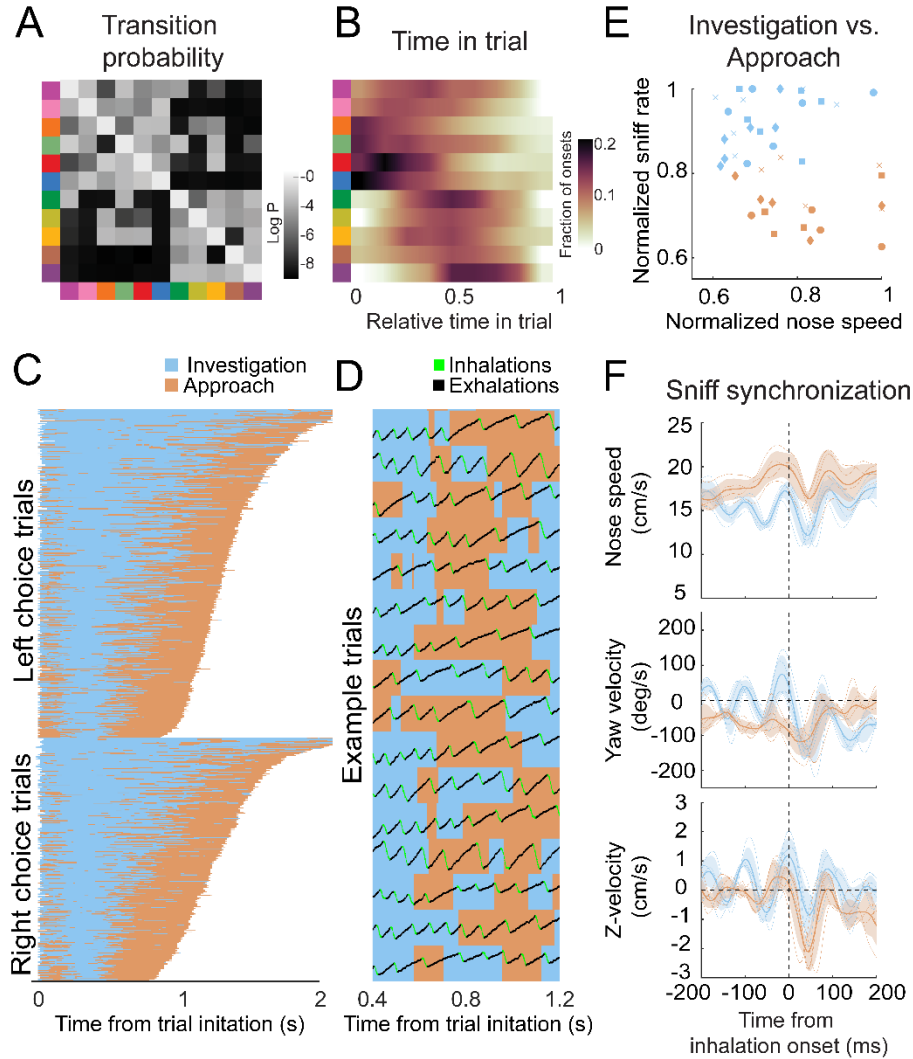 A
Transition
probability
-0
-4
-6
-8
Log P
B
Time in trial
0.2
0.1
0
Fraction of onsets
0
0.5
1
Relative time in trial
E
Investigation vs.
Approach
1
0.8
0.6
Normalized sniff rate
0.6
0.8
1
Normalized nose speed
C
Investigation
Approach
Left choice trials
Right choice trials
0
1
2
Time from trial initation (s)
D
Inhalations
Exhalations
Example trials
0.4
0.8
1.2
Time from trial initation (s)
F
Sniff synchronization
25
20
15
10
5
Nose speed
(cm/s)
200
100
0
-100
-200
Yaw velocity
(deg/s)
3
2
1
0
-1
-2
-3
Z-velocity
(cm/s)
-200
-100
0
100
200
Time from
inhalation onset (ms)